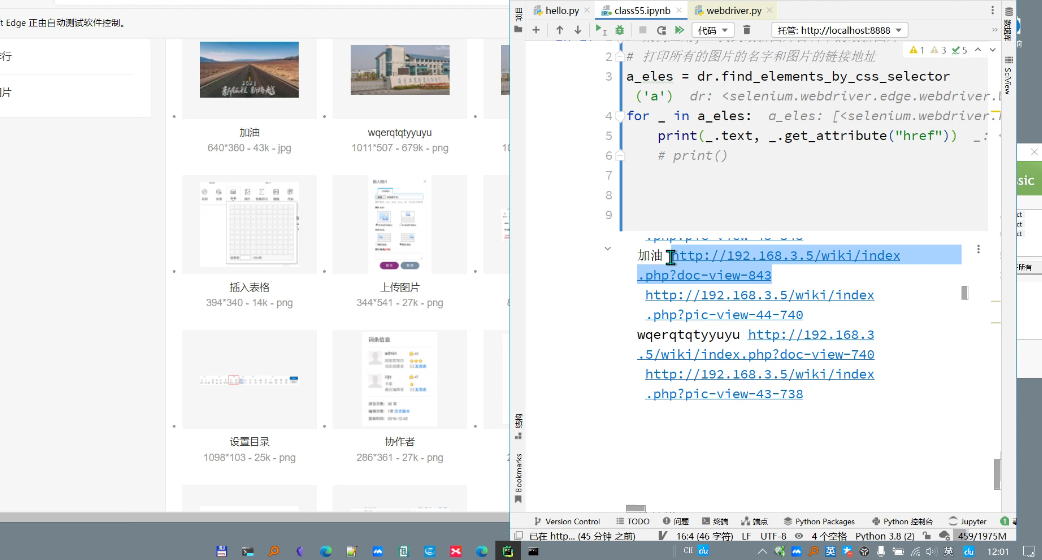 t Edge 正由自动测试软件控制。
hello.py
class55.ipynb
webdriver.py
代码
托管: http://localhost:8888
1 3 5
2 # 打印所有的图片的名字和图片的链接地址
3 a_eles = dr.find_elements_by_css_selector
('a') dr: <selenium.webdriver.edge.webdriver.
4 for _ in a_eles: a_eles: [<selenium.webdriver.
5 print(_.text, _.get_attribute("href")) _:
6 # print()
7
8
9
加油 http://192.168.3.5/wiki/index
.php?doc-view-843
http://192.168.3.5/wiki/index
.php?pic-view-44-740
wqerqtqtyyuyu http://192.168.3
.5/wiki/index.php?doc-view-740
http://192.168.3.5/wiki/index
.php?pic-view-43-738
加油
640*360 - 43k - jpg
wqerqtqtyyuyu
1011*507 - 679k - png
插入表格
394*340 - 14k - png
上传图片
344*541 - 27k - png
设置目录
1098*103 - 25k - png
协作者
286*361 - 27k - png
SciView
Bookmarks
Version Control
TODO
问题
终端
端点
Python Packages
Python 控制台
Jupyter
已在 http... (45 分钟 之前)
16:4 (46 字符)
LF
UTF-8
4 个空格
Python 3.8 (2)
459/1975M
CH
英
12:01